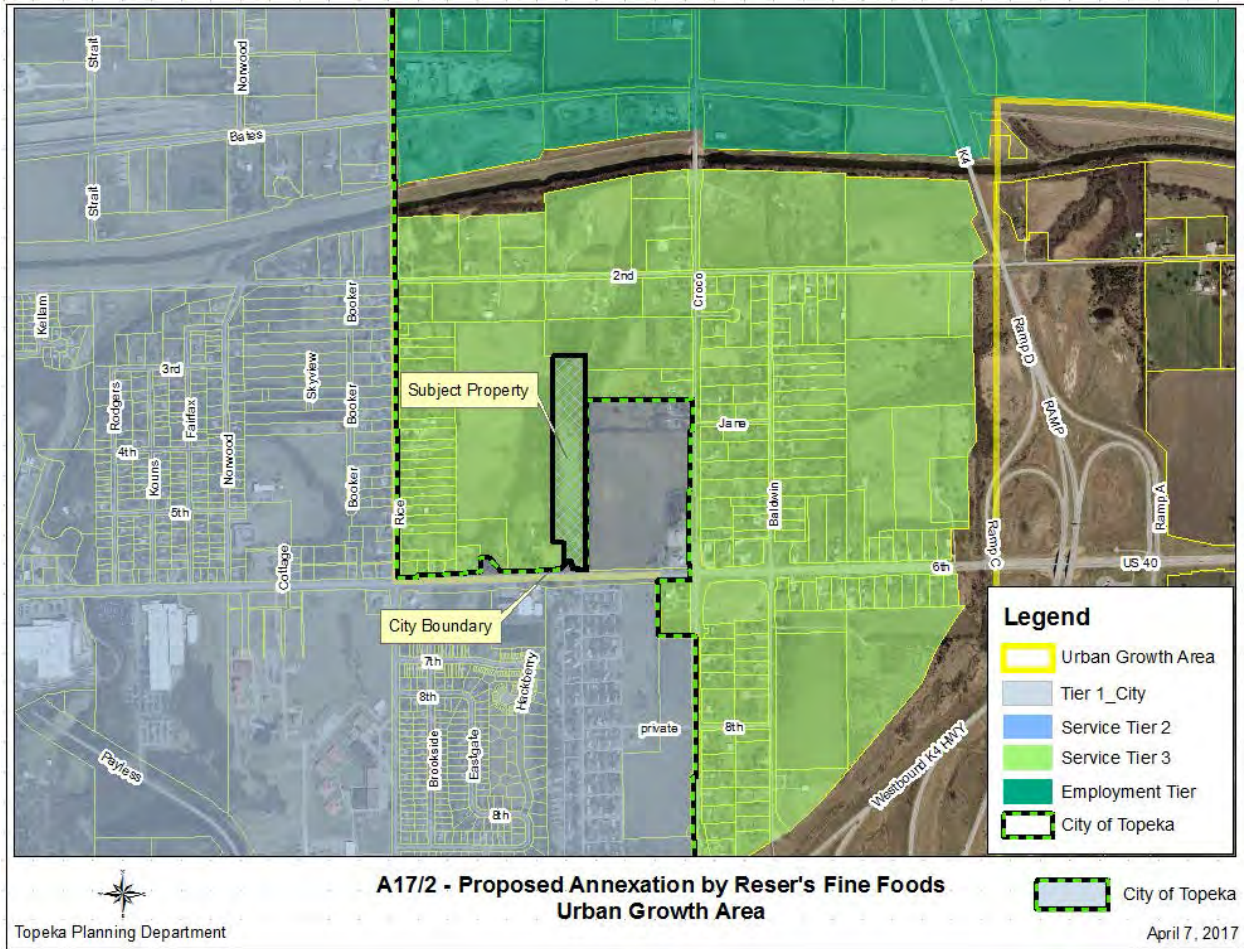 Strait
Norwood
Bates
Strait
K4
2nd
Croco
Kellam
Booker
3rd
Skyview
Rodgers
Fairfax
Booker
Subject Property
Ramp D
RAMP
Jane
4th
Kouns
Norwood
Booker
5th
Rice
Baldwin
Ramp A
Ramp C
Cottage
6th
US 40
City Boundary
7th
8th
Hackberry
private
8th
Brookside
Eastgate
8th
Payless
Westbound K4 HWY
Legend
Urban Growth Area
Tier 1_City
Service Tier 2
Service Tier 3
Employment Tier
City of Topeka
A17/2 - Proposed Annexation by Reser's Fine Foods
Urban Growth Area
City of Topeka
Topeka Planning Department
April 7, 2017